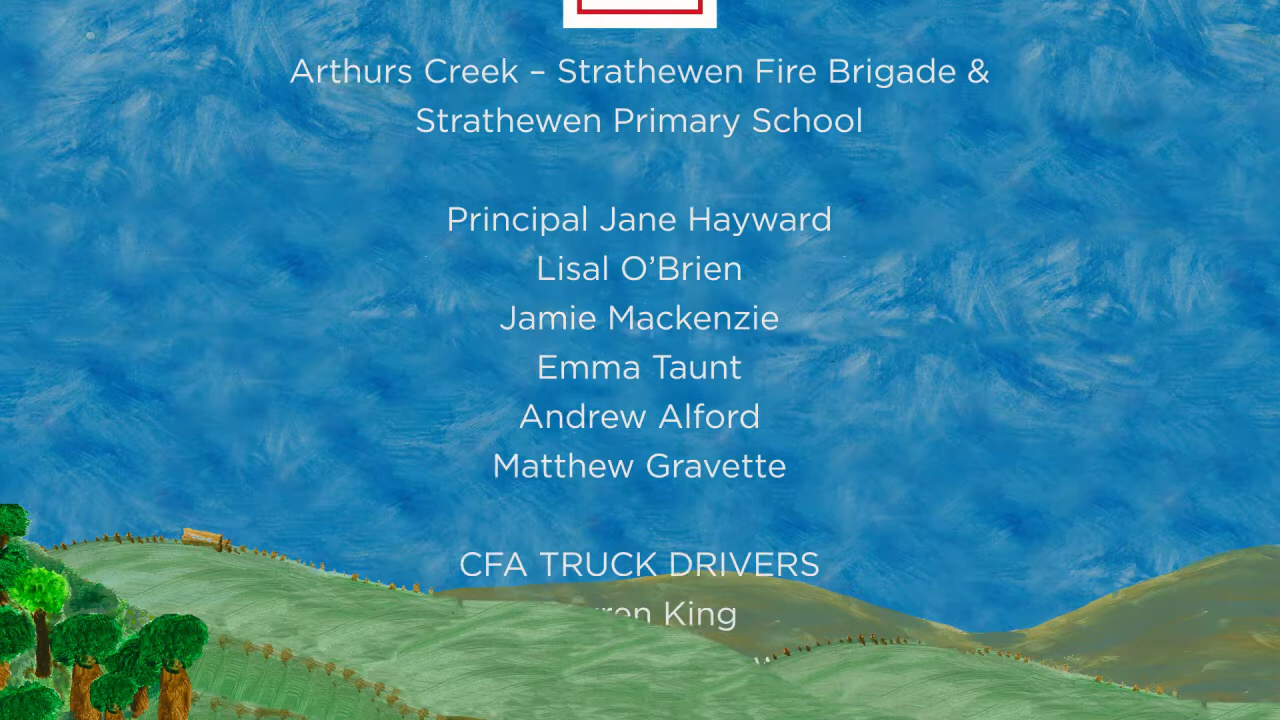 Arthurs Creek – Strathewen Fire Brigade &
Strathewen Primary School
Principal Jane Hayward
Lisal O’Brien
Jamie Mackenzie
Emma Taunt
Andrew Alford
Matthew Gravette
CFA TRUCK DRIVERS
King